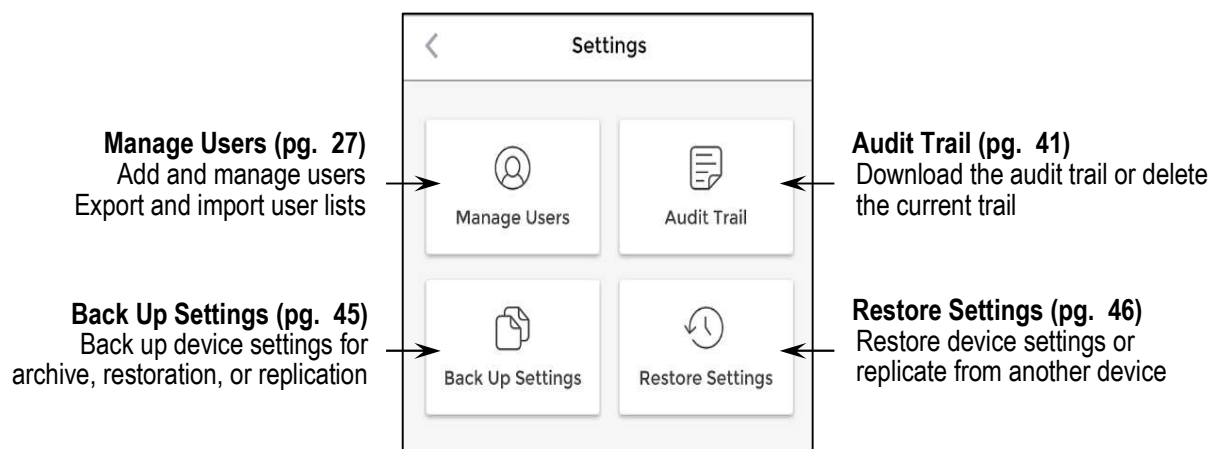 Settings
Manage Users (pg. 27)
Add and manage users
Export and import user lists
Manage Users
Audit Trail
Audit Trail (pg. 41)
Download the audit trail or delete
the current trail
Back Up Settings (pg. 45)
Back up device settings for
archive, restoration, or replication
Back Up Settings
Restore Settings
Restore Settings (pg. 46)
Restore device settings or
replicate from another device